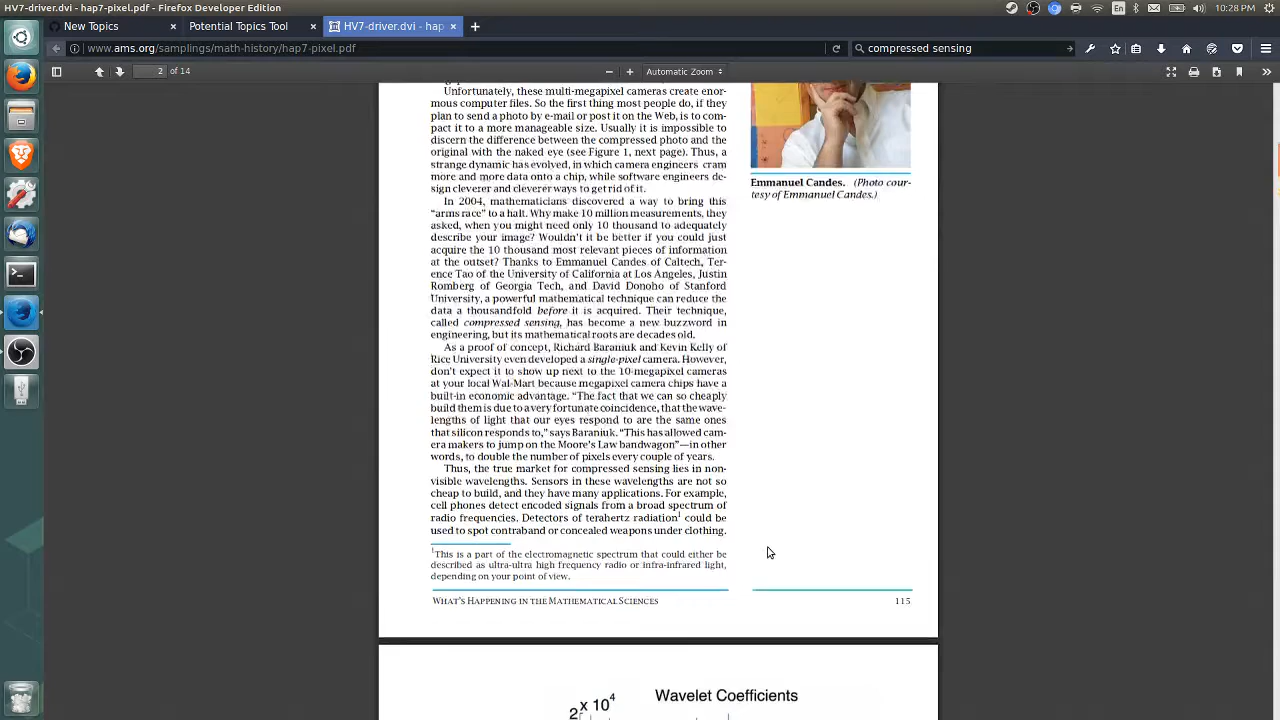 HV7-driver.dvi - hap7-pixel.pdf - Firefox Developer Edition
En
10:28 PM
New Topics
Potential Topics Tool
HV7-driver.dvi - hap
www.ams.org/samplings/math-history/hap7-pixel.pdf
compressed sensing
2 of 14
Automatic Zoom
Unfortunately, these multi-megapixel cameras create enor-
mous computer files. So the first thing most people do, if they
plan to send a photo by e-mail or post it on the Web, is to com-
pact it to a more manageable size. Usually it is impossible to
discern the difference between the compressed photo and the
original with the naked eye (see Figure 1, next page). Thus, a
strange dynamic has evolved, in which camera engineers cram
more and more data onto a chip, while software engineers de-
sign cleverer and cleverer ways to get rid of it.
In 2004, mathematicians discovered a way to bring this
“arms race” to a halt. Why make 10 million measurements, they
asked, when you might need only 10 thousand to adequately
describe your image? Wouldn’t it be better if you could just
acquire the 10 thousand most relevant pieces of information
at the outset? Thanks to Emmanuel Candes of Caltech, Ter-
ence Tao of the University of California at Los Angeles, Justin
Romberg of Georgia Tech, and David Donoho of Stanford
University, a powerful mathematical technique can reduce the
data a thousandfold before it is acquired. Their technique,
called compressed sensing, has become a new buzzword in
engineering, but its mathematical roots are decades old.
As a proof of concept, Richard Baraniuk and Kevin Kelly of
Rice University even developed a single-pixel camera. However,
don’t expect it to show up next to the 10-megapixel cameras
at your local Wal-Mart because megapixel camera chips have a
built-in economic advantage. “The fact that we can so cheaply
build them is due to a very fortunate coincidence, that the wave-
lengths of light that our eyes respond to are the same ones
that silicon responds to,” says Baraniuk. “This has allowed cam-
era makers to jump on the Moore’s Law bandwagon”—in other
words, to double the number of pixels every couple of years.
Thus, the true market for compressed sensing lies in non-
visible wavelengths. Sensors in these wavelengths are not so
cheap to build, and they have many applications. For example,
cell phones detect encoded signals from a broad spectrum of
radio frequencies. Detectors of terahertz radiation1 could be
used to spot contraband or concealed weapons under clothing.
1This is a part of the electromagnetic spectrum that could either be
described as ultra-ultra high frequency radio or infra-infrared light,
depending on your point of view.
WHAT’S HAPPENING IN THE MATHEMATICAL SCIENCES
Emmanuel Candes. (Photo cour-
tesy of Emmanuel Candes.)
115
Wavelet Coefficients
x 10^4
2